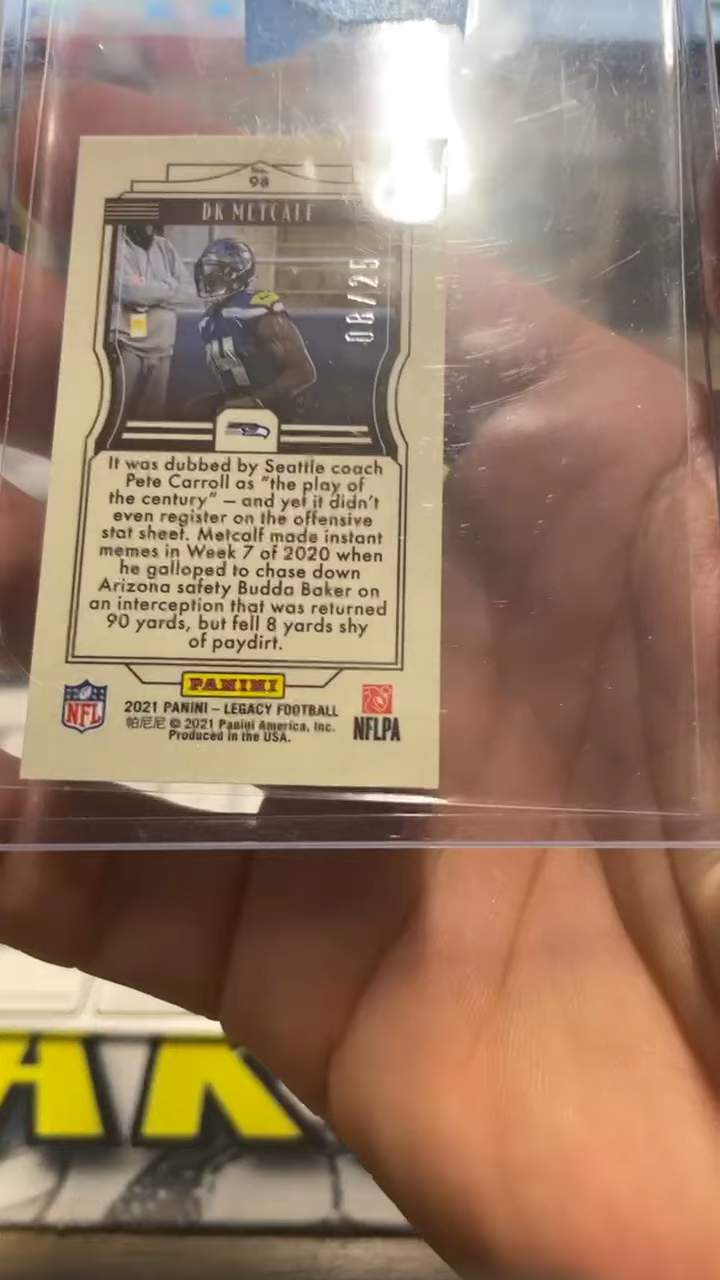 No.
98
DK METCALF
08/25
14
It was dubbed by Seattle coach
Pete Carroll as "the play of
the century" – and yet it didn't
even register on the offensive
stat sheet. Metcalf made instant
memes in Week 7 of 2020 when
he galloped to chase down
Arizona safety Budda Baker on
an interception that was returned
90 yards, but fell 8 yards shy
of paydirt.
PANINI
NFL
2021 PANINI – LEGACY FOOTBALL
帕尼尼 © 2021 Panini America, Inc.
Produced in the USA.
NFLPA
AK